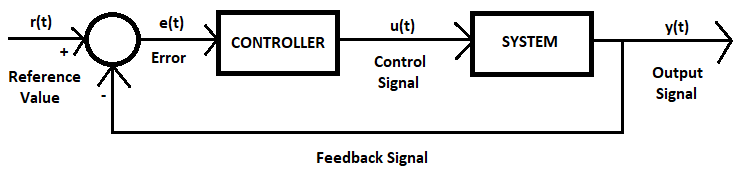 r(t)
+
Reference
Value
-
e(t)
Error
CONTROLLER
u(t)
Control
Signal
SYSTEM
y(t)
Output
Signal
Feedback Signal